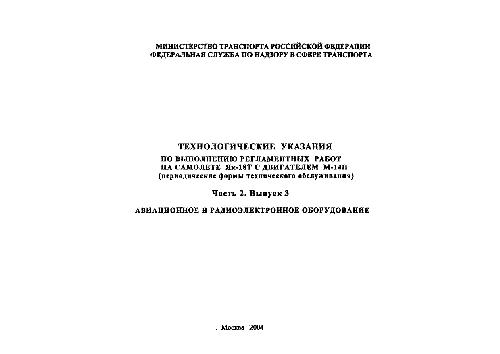 МИНИСТЕРСТВО ТРАНСПОРТА РОССИЙСКОЙ ФЕДЕРАЦИИ
ФЕДЕРАЛЬНАЯ СЛУЖБА ПО НАДЗОРУ В СФЕРЕ ТРАНСПОРТА
ТЕХНОЛОГИЧЕСКИЕ УКАЗАНИЯ
ПО ВЫПОЛНЕНИЮ РЕГЛАМЕНТНЫХ РАБОТ
НА САМОЛЕТЕ Як-18Т С ДВИГАТЕЛЕМ М-14П
(периодические формы технического обслуживания)
Часть 2. Выпуск 3
АВИАЦИОННОЕ И РАДИОЭЛЕКТРОННОЕ ОБОРУДОВАНИЕ
. Москва 2004